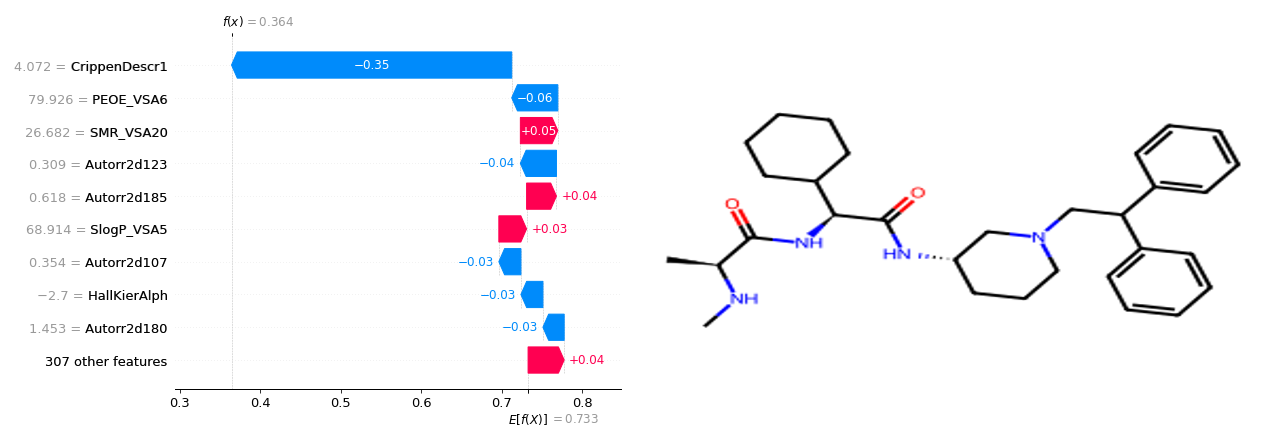 f(x) = 0.364
4.072 = CrippenDescr1
−0.35
79.926 = PEOE_VSA6
−0.06
26.682 = SMR_VSA20
+0.05
0.309 = Autorr2d123
−0.04
0.618 = Autorr2d185
+0.04
68.914 = SlogP_VSA5
+0.03
0.354 = Autorr2d107
−0.03
−2.7 = HallKierAlph
−0.03
1.453 = Autorr2d180
−0.03
307 other features
+0.04
0.3 0.4 0.5 0.6 0.7 0.8
E[f(X)] = 0.733
O
O
NH
HN
N
NH